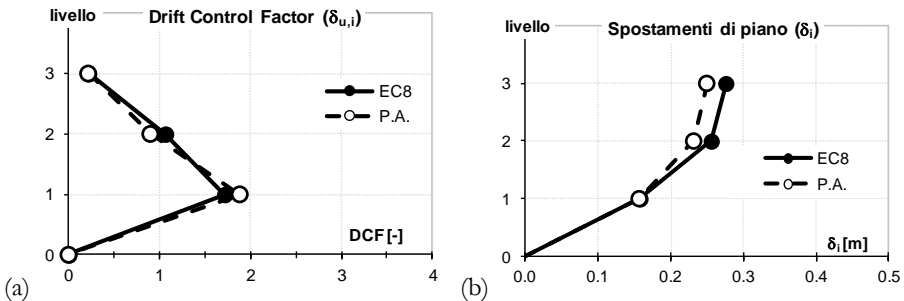 livello
Drift Control Factor (δu,i)
3
2
1
0
EC8
P.A.
DCF [-]
0 1 2 3 4
(a)
livello
Spostamenti di piano (δi)
3
2
1
0
EC8
P.A.
δi [m]
0.0 0.1 0.2 0.3 0.4 0.5
(b)